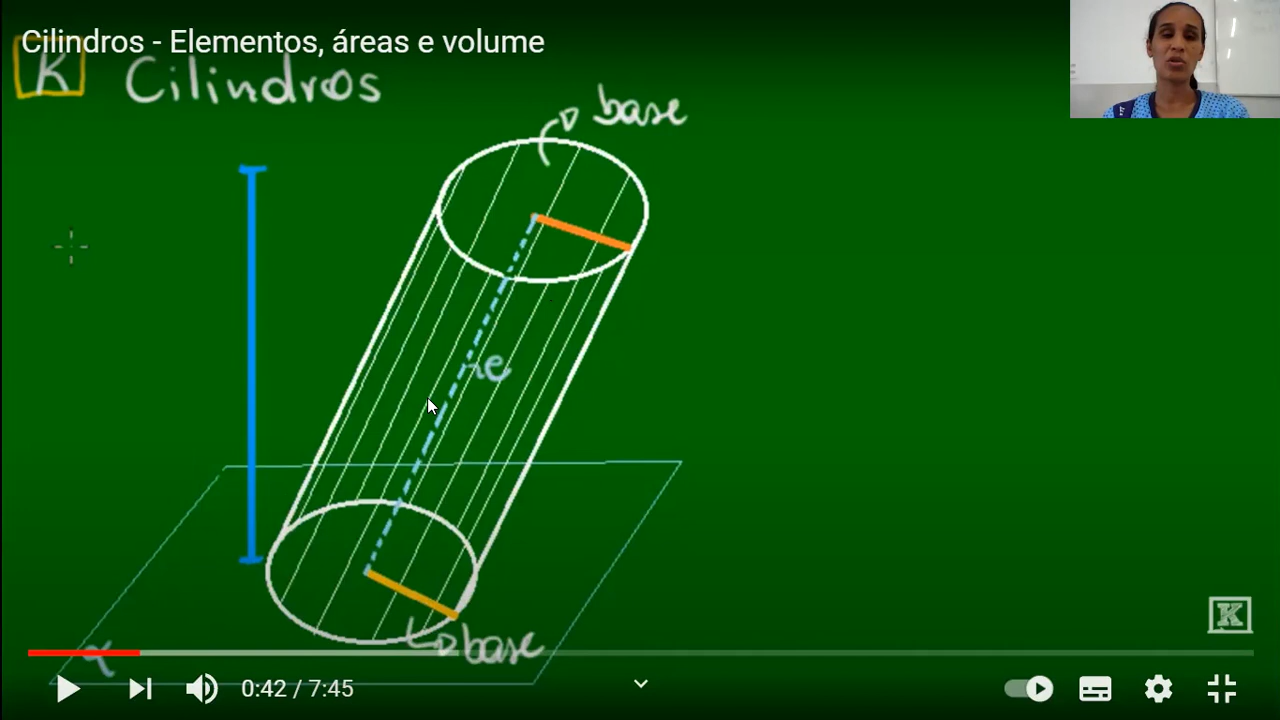 Cilindros - Elementos, áreas e volume
K Cilindros
base
e
base
α
K
0:42 / 7:45